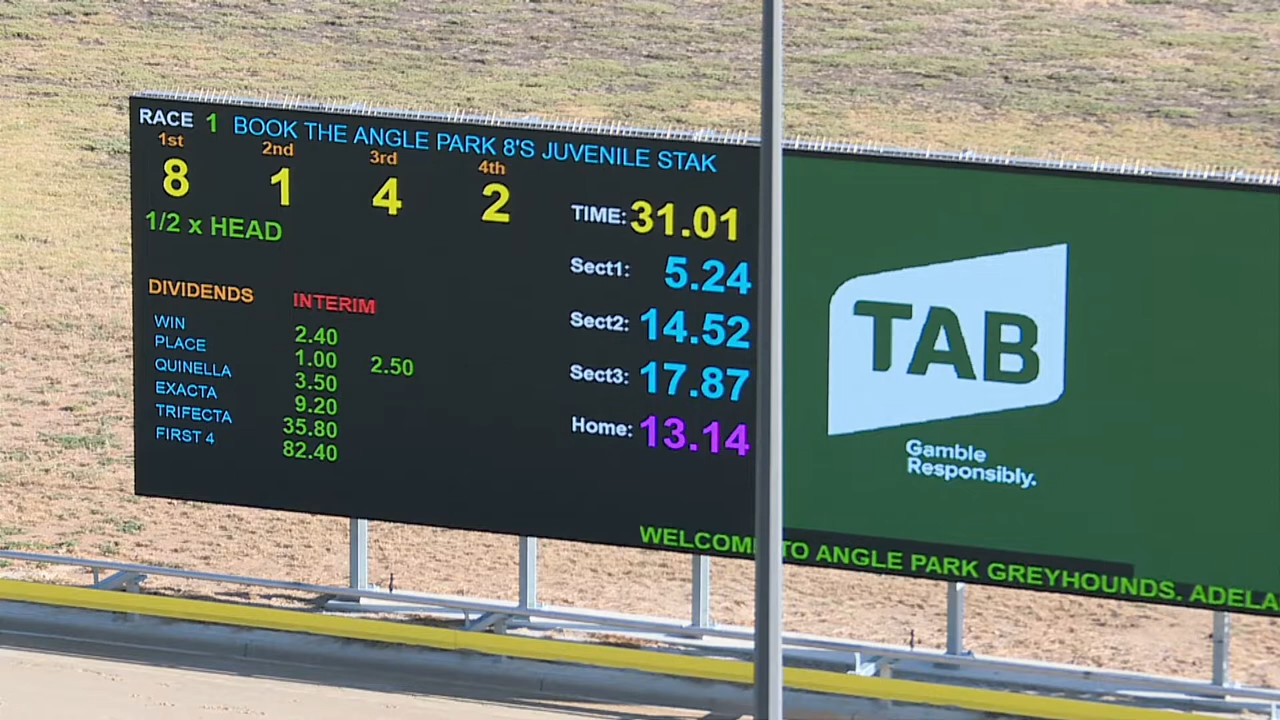 RACE 1 BOOK THE ANGLE PARK 8'S JUVENILE STAK
1st 2nd 3rd 4th
8 1 4 2
1/2 x HEAD
TIME: 31.01
Sect1: 5.24
Sect2: 14.52
Sect3: 17.87
Home: 13.14
DIVIDENDS INTERIM
WIN 2.40
PLACE 1.00 2.50
QUINELLA 3.50
EXACTA 9.20
TRIFECTA 35.80
FIRST 4 82.40
TAB
Gamble
Responsibly.
WELCOM TO ANGLE PARK GREYHOUNDS. ADELA